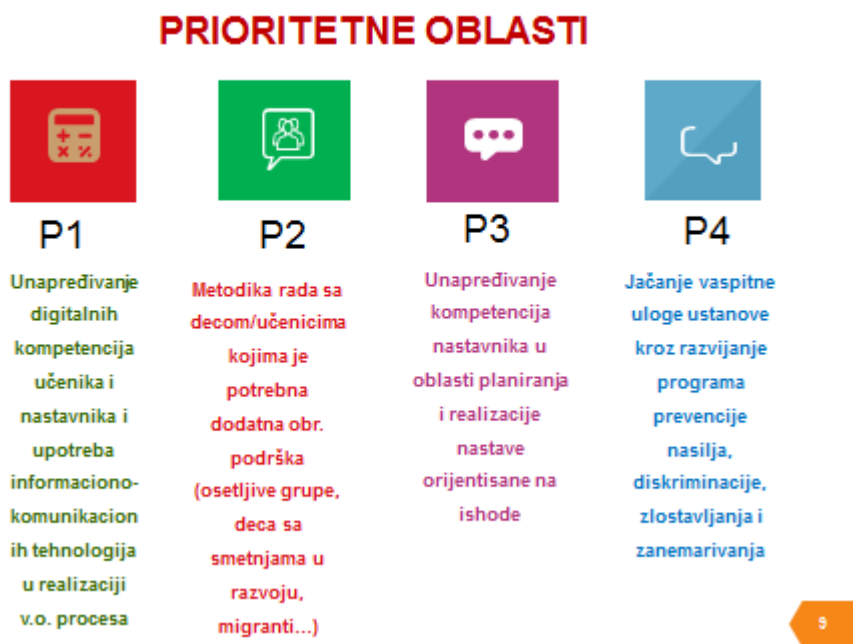 PRIORITETNE OBLASTI
P1
Unapređivanje
digitalnih
kompetencija
učenika i
nastavnika i
upotreba
informaciono-
komunikacion
ih tehnologija
u realizaciji
v.o. procesa
P2
Metodika rada sa
decom/učenicima
kojima je
potrebna
dodatna obr.
podrška
(osetljive grupe,
deca sa
smetnjama u
razvoju,
migranti...)
P3
Unapređivanje
kompetencija
nastavnika u
oblasti planiranja
i realizacije
nastave
orijentisane na
ishode
P4
Jačanje vaspitne
uloge ustanove
kroz razvijanje
programa
prevencije
nasilja,
diskriminacije,
zlostavljanja i
zanemarivanja
9